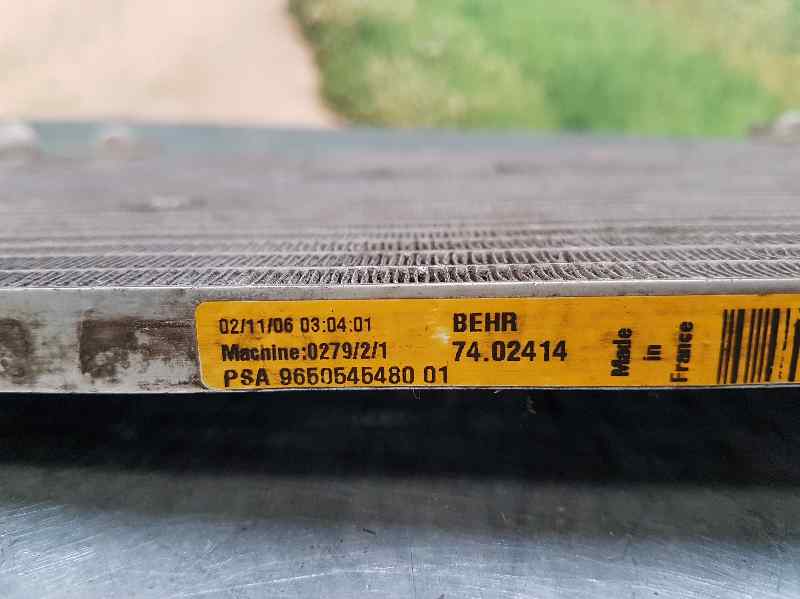 02/11/06 03:04:01
Machine:0279/2/1
PSA 9650545480 01
BEHR
74.02414
Made
in
France